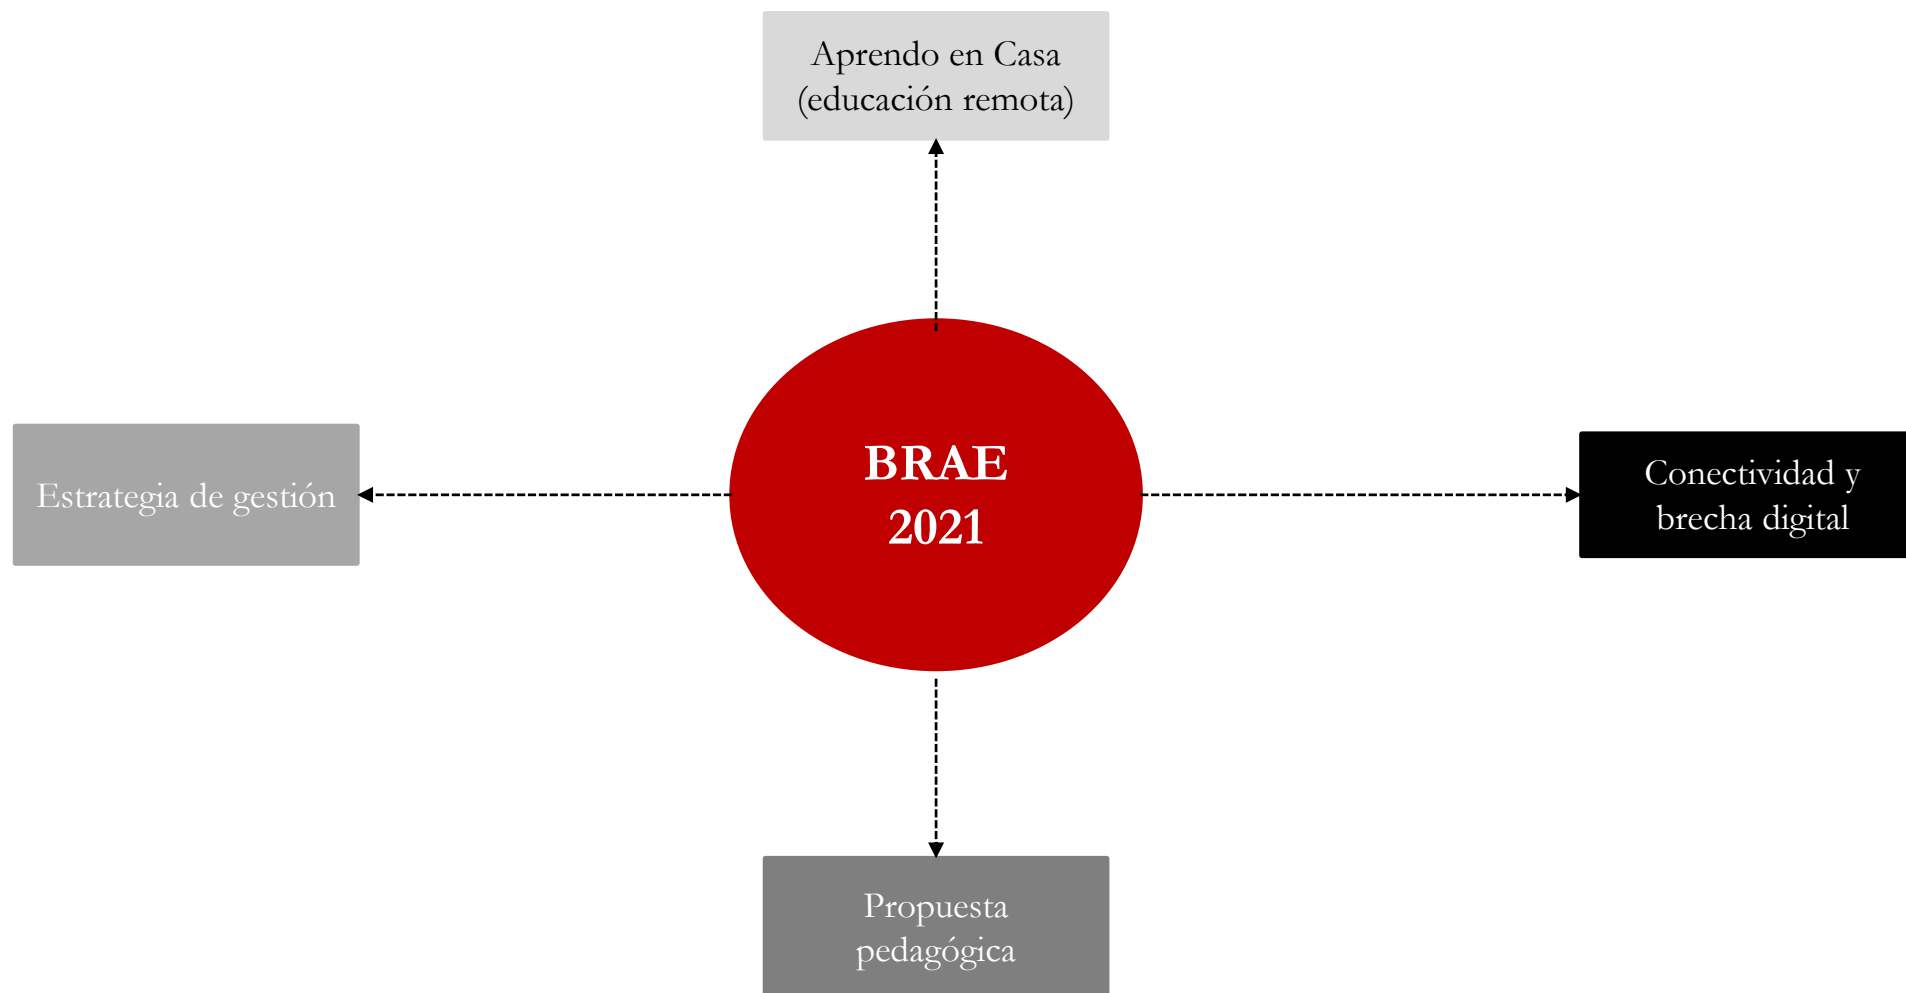 Aprendo en Casa
(educación remota)
BRAE
2021
Estrategia de gestión
Conectividad y
brecha digital
Propuesta
pedagógica